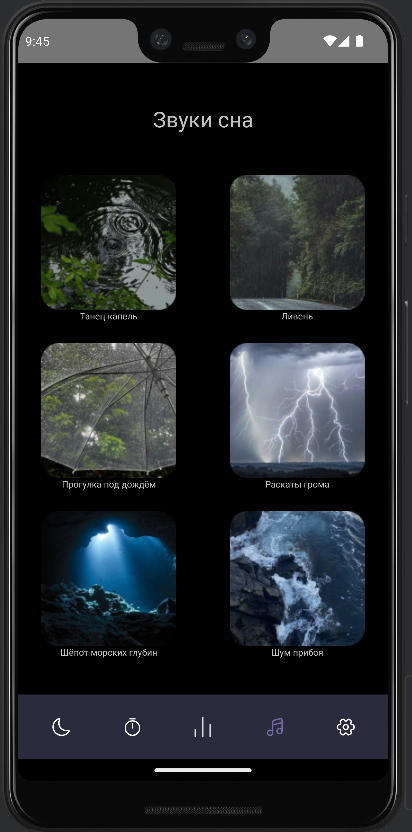 9:45
Звуки сна
Танец капель
Ливень
Прогулка под дождём
Раскаты грома
Шёпот морских глубин
Шум прибоя